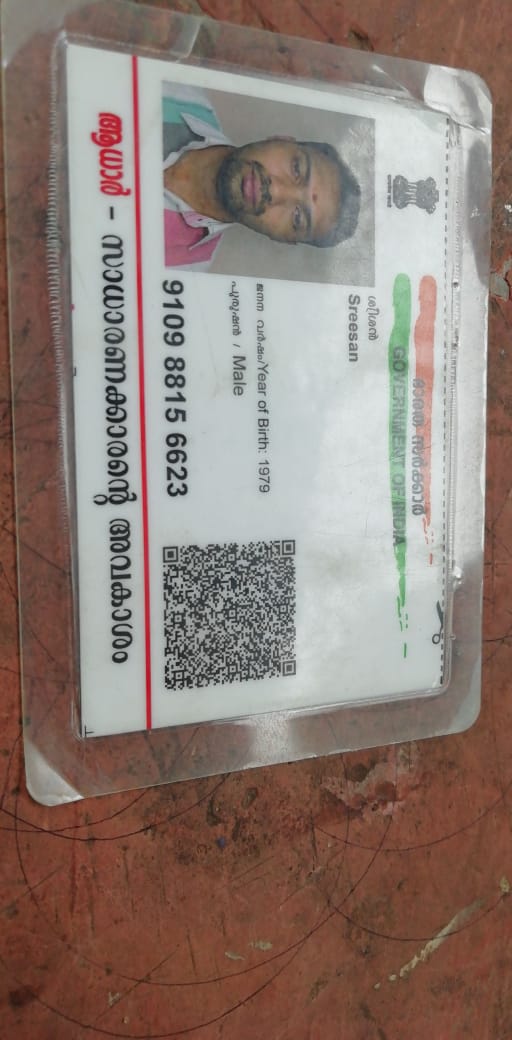 ഭാരത സർക്കാർ
GOVERNMENT OF INDIA
ശ്രീശൻ
Sreesan
ജനന വർഷം/Year of Birth: 1979
പുരുഷൻ / Male
9109 8815 6623
ആധാർ – സാധാരണക്കാരന്റെ അവകാശം